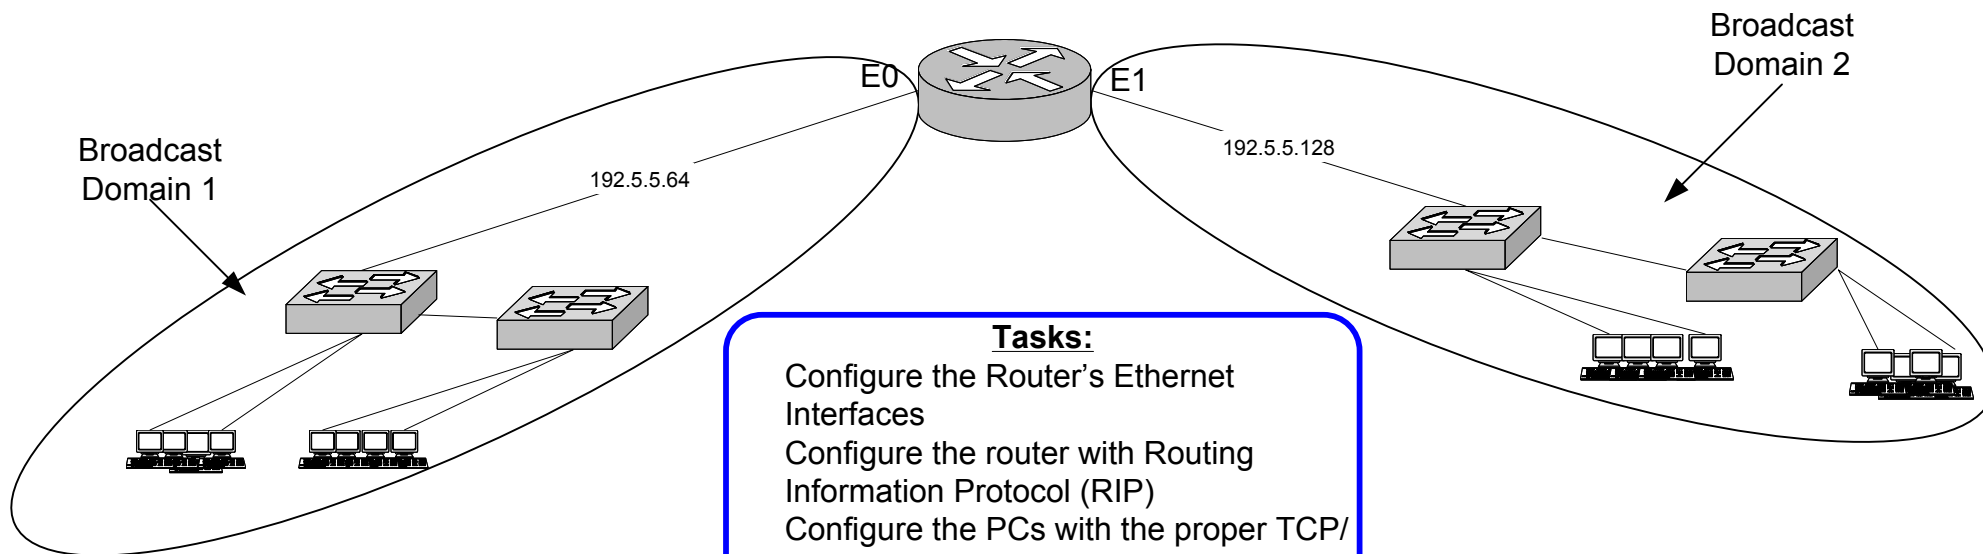 Broadcast
Domain 2
E0
E1
192.5.5.128
Broadcast
Domain 1
192.5.5.64
Tasks:
Configure the Router's Ethernet
Interfaces
Configure the router with Routing
Information Protocol (RIP)
Configure the PCs with the proper TCP/